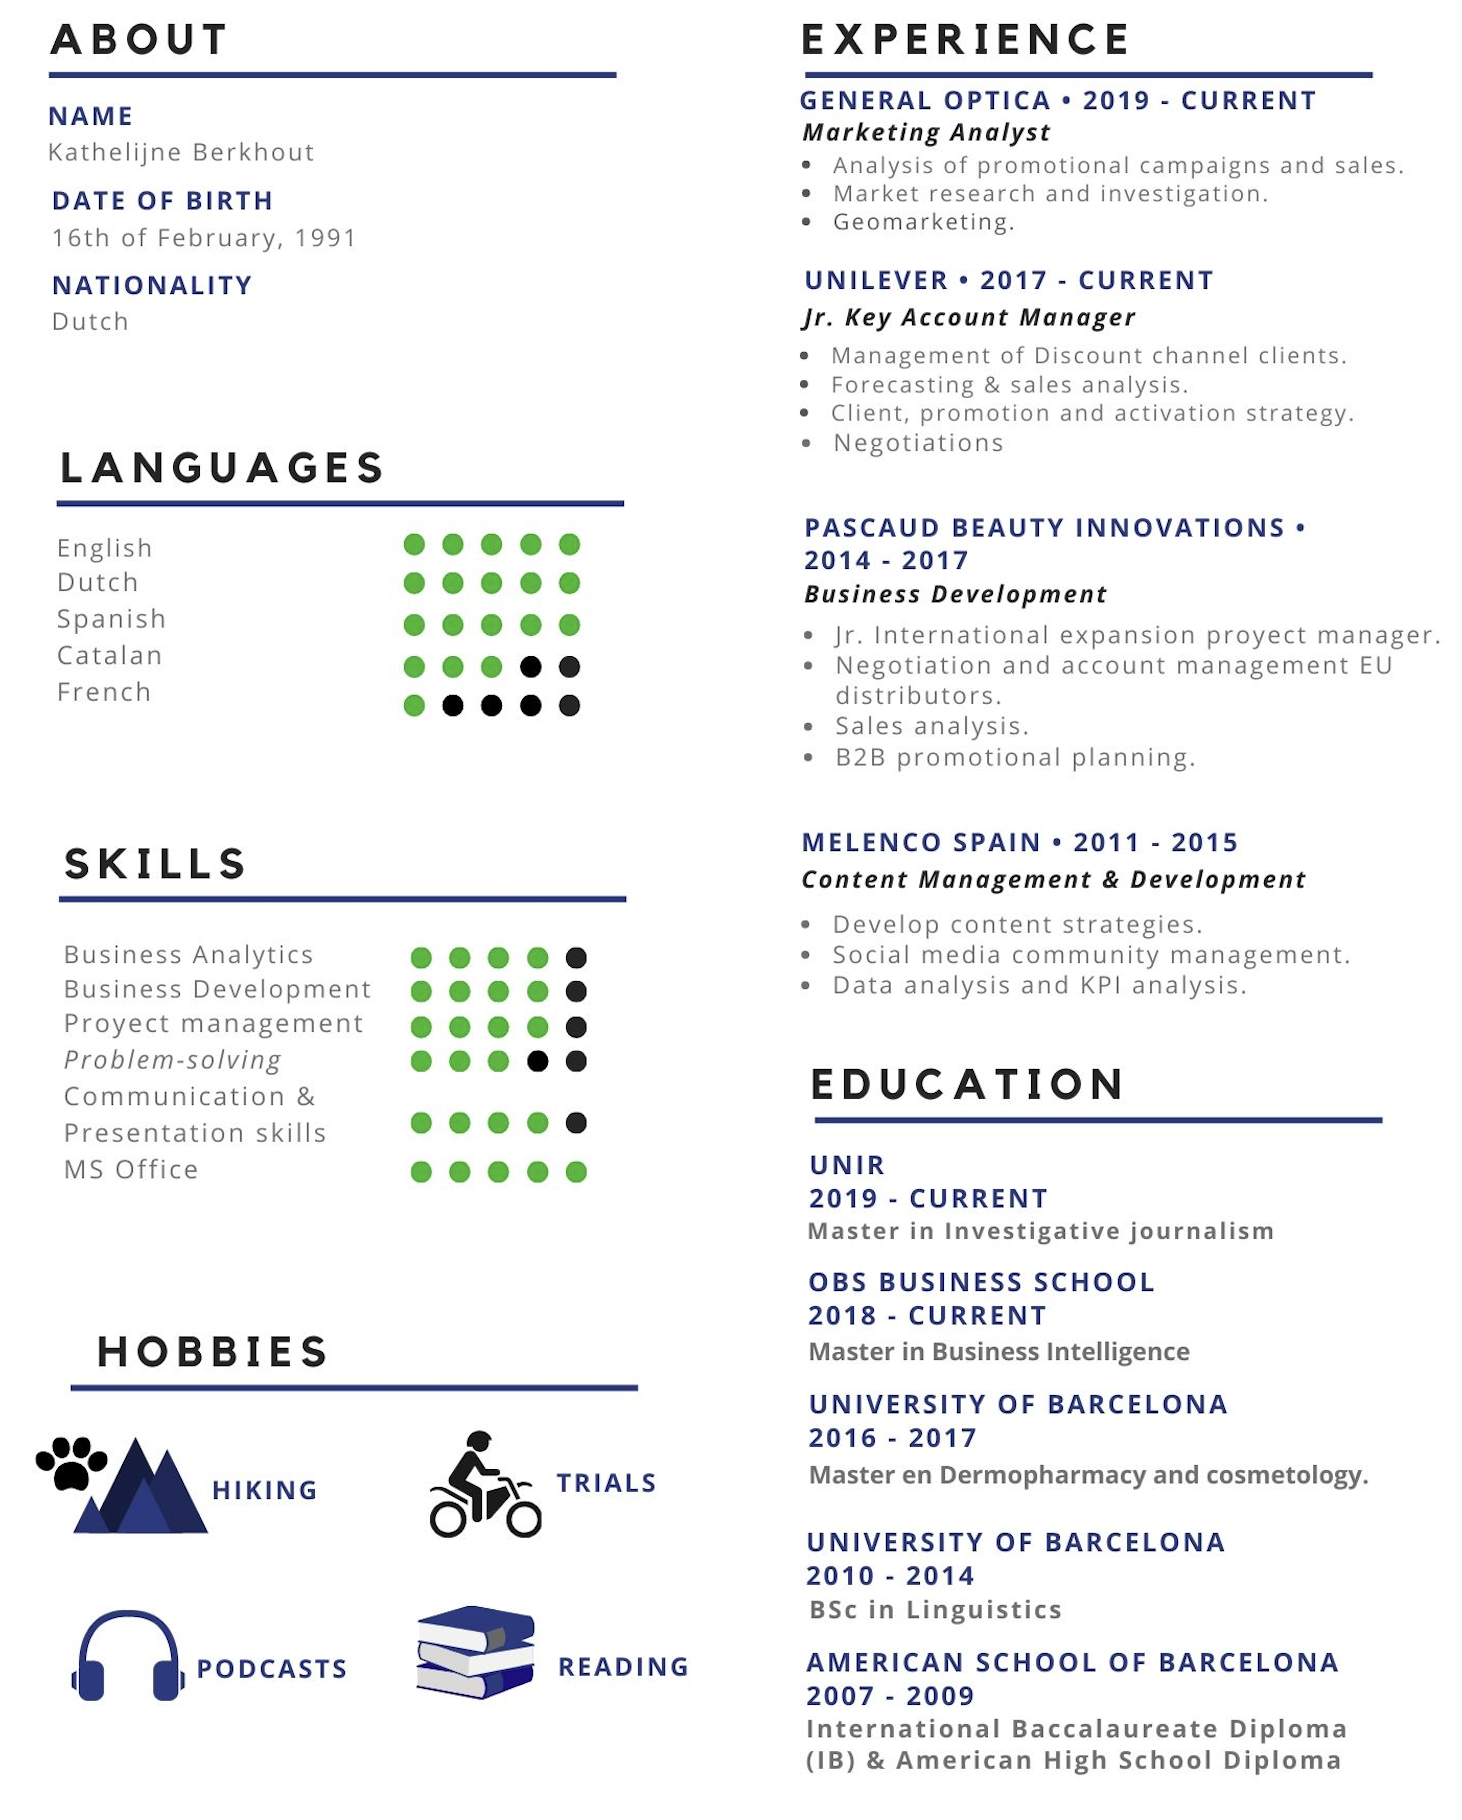 ABOUT
NAME
Kathelijne Berkhout
DATE OF BIRTH
16th of February, 1991
NATIONALITY
Dutch
LANGUAGES
English
Dutch
Spanish
Catalan
French
SKILLS
Business Analytics
Business Development
Proyect management
Problem-solving
Communication &
Presentation skills
MS Office
HOBBIES
HIKING
TRIALS
PODCASTS
READING
EXPERIENCE
GENERAL OPTICA • 2019 - CURRENT
Marketing Analyst
• Analysis of promotional campaigns and sales.
• Market research and investigation.
• Geomarketing.
UNILEVER • 2017 - CURRENT
Jr. Key Account Manager
• Management of Discount channel clients.
• Forecasting & sales analysis.
• Client, promotion and activation strategy.
• Negotiations
PASCAUD BEAUTY INNOVATIONS •
2014 - 2017
Business Development
• Jr. International expansion proyect manager.
• Negotiation and account management EU
distributors.
• Sales analysis.
• B2B promotional planning.
MELENCO SPAIN • 2011 - 2015
Content Management & Development
• Develop content strategies.
• Social media community management.
• Data analysis and KPI analysis.
EDUCATION
UNIR
2019 - CURRENT
Master in Investigative journalism
OBS BUSINESS SCHOOL
2018 - CURRENT
Master in Business Intelligence
UNIVERSITY OF BARCELONA
2016 - 2017
Master en Dermopharmacy and cosmetology.
UNIVERSITY OF BARCELONA
2010 - 2014
BSc in Linguistics
AMERICAN SCHOOL OF BARCELONA
2007 - 2009
International Baccalaureate Diploma
(IB) & American High School Diploma